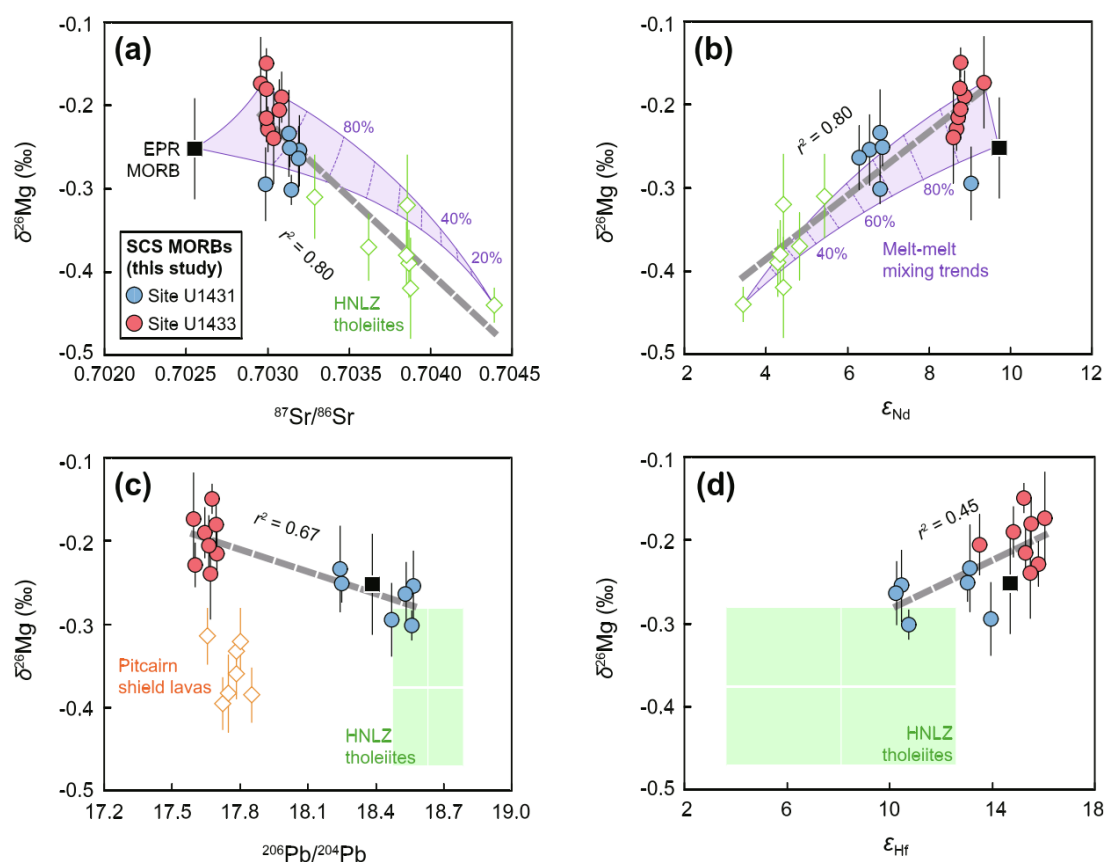 (a)
-0.1
-0.2
-0.3
-0.4
-0.5
δ²⁶Mg (‰)
EPR
MORB
80%
40%
20%
r² = 0.80
SCS MORBs
(this study)
Site U1431
Site U1433
HNLZ
tholeiites
0.7020 0.7025 0.7030 0.7035 0.7040 0.7045
⁸⁷Sr/⁸⁶Sr
(b)
-0.1
-0.2
-0.3
-0.4
-0.5
δ²⁶Mg (‰)
r² = 0.80
80%
60%
40%
Melt-melt
mixing trends
2 4 6 8 10 12
εNd
(c)
-0.1
-0.2
-0.3
-0.4
-0.5
δ²⁶Mg (‰)
r² = 0.67
Pitcairn
shield lavas
HNLZ
tholeiites
17.2 17.6 17.8 18.4 18.7 19.0
²⁰⁶Pb/²⁰⁴Pb
(d)
-0.1
-0.2
-0.3
-0.4
-0.5
δ²⁶Mg (‰)
r² = 0.45
HNLZ
tholeiites
2 6 10 14 18
εHf